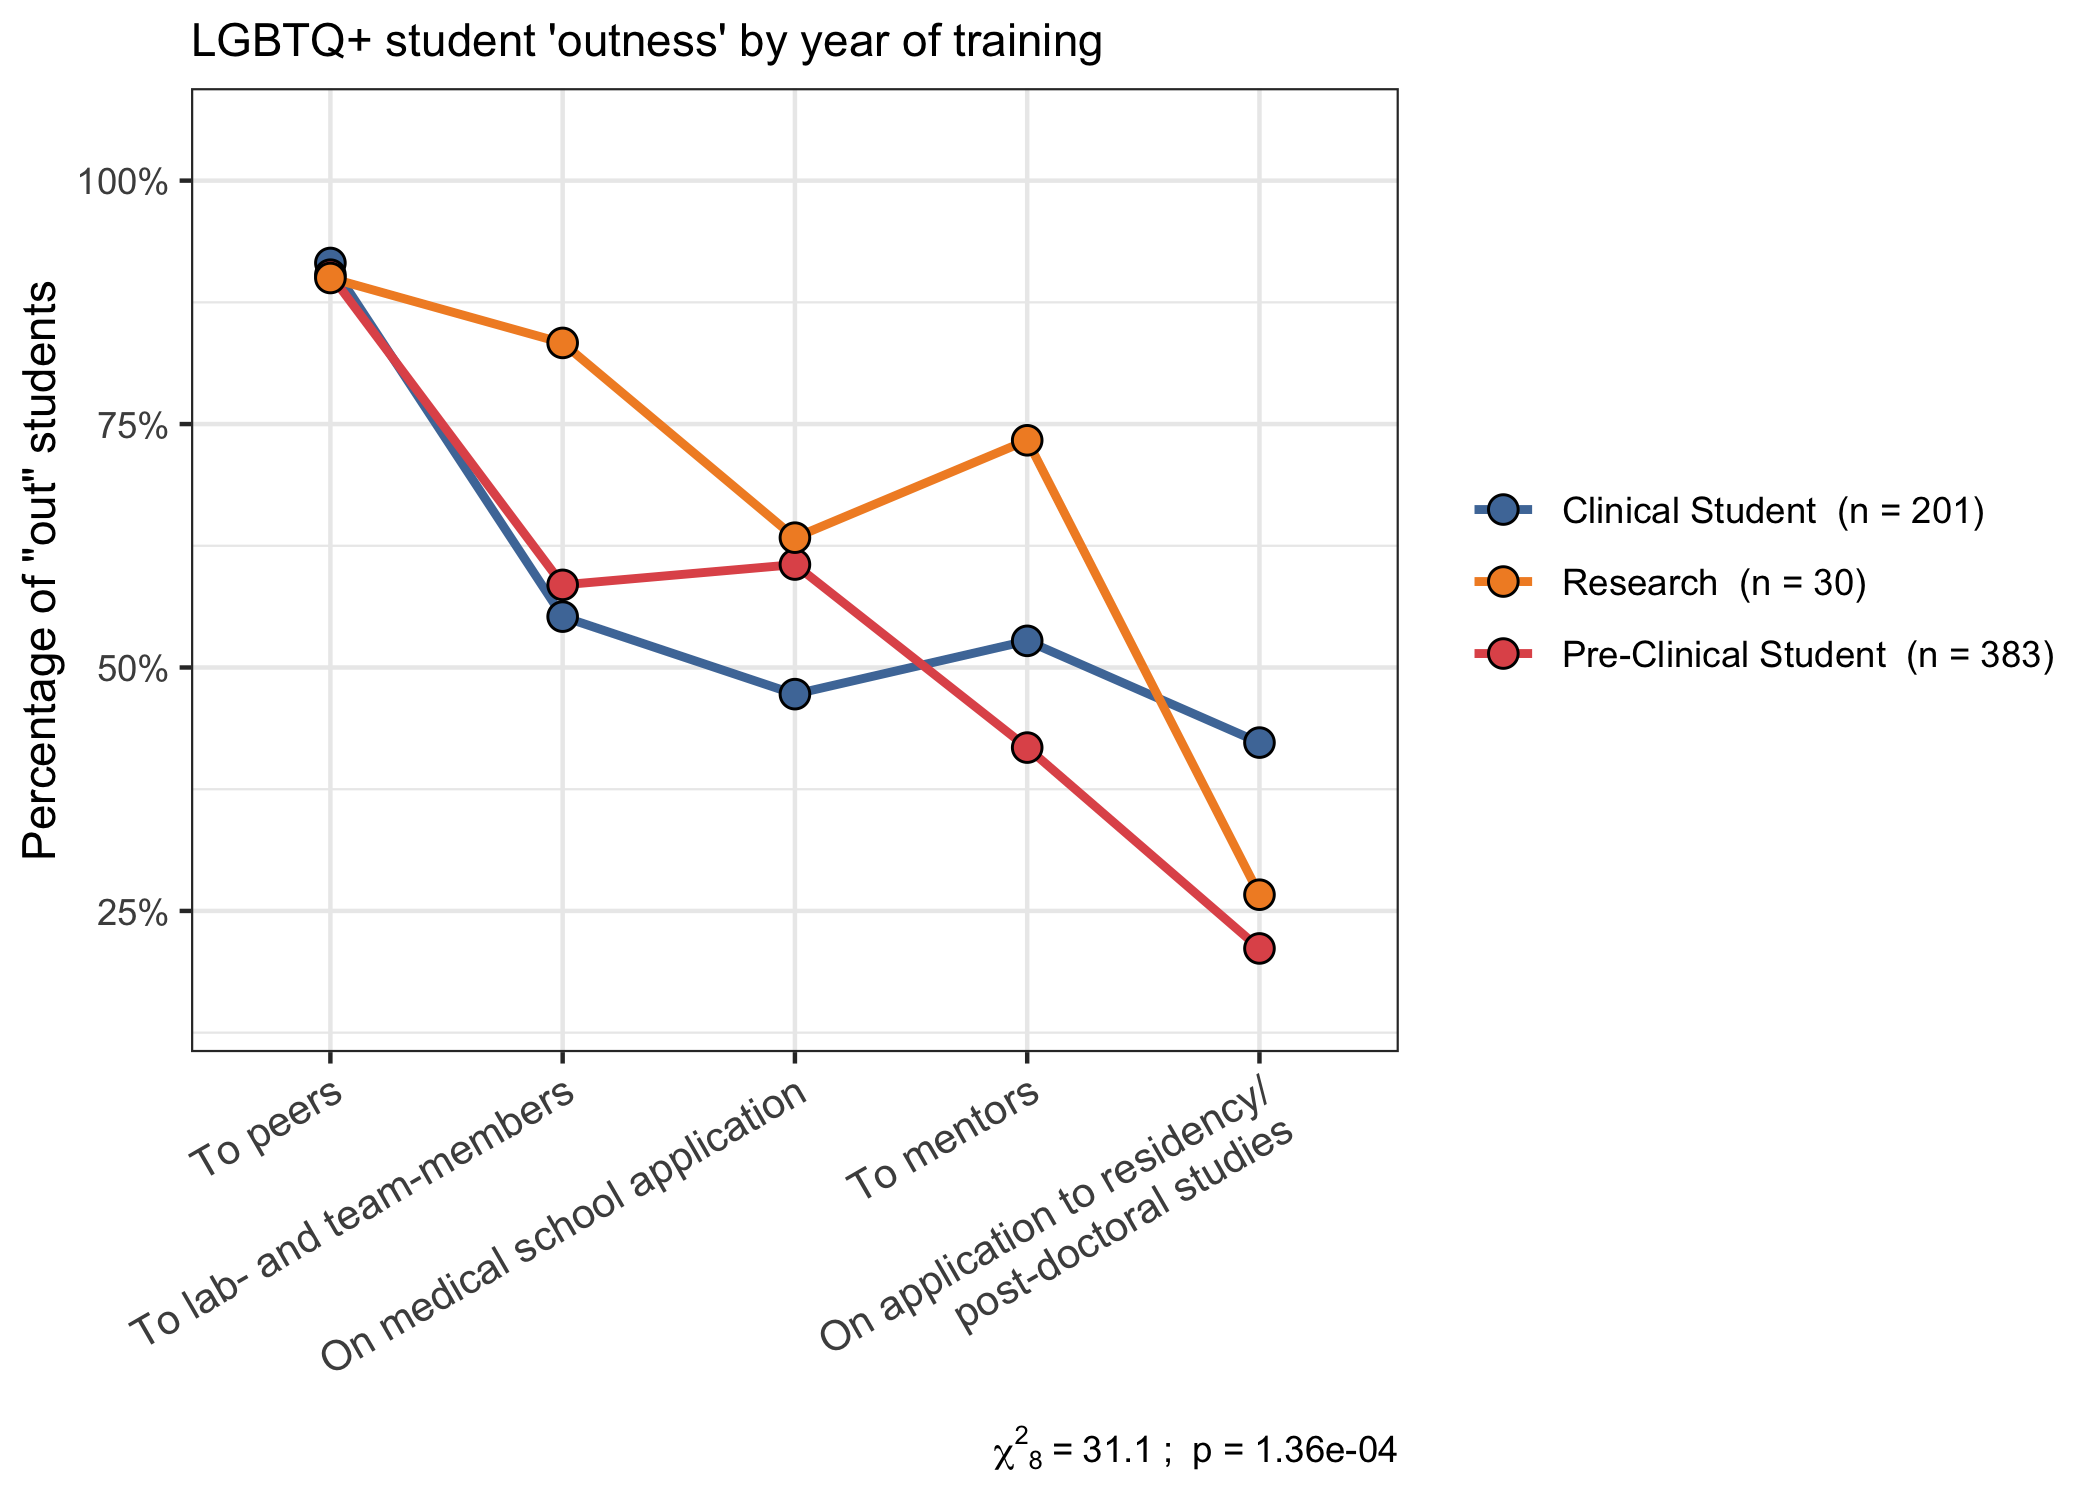 LGBTQ+ student 'outness' by year of training
Percentage of "out" students
100%
75%
50%
25%
To peers
To lab- and team-members
On medical school application
To mentors
On application to residency/
post-doctoral studies
Clinical Student (n = 201)
Research (n = 30)
Pre-Clinical Student (n = 383)
χ²₈ = 31.1 ; p = 1.36e-04